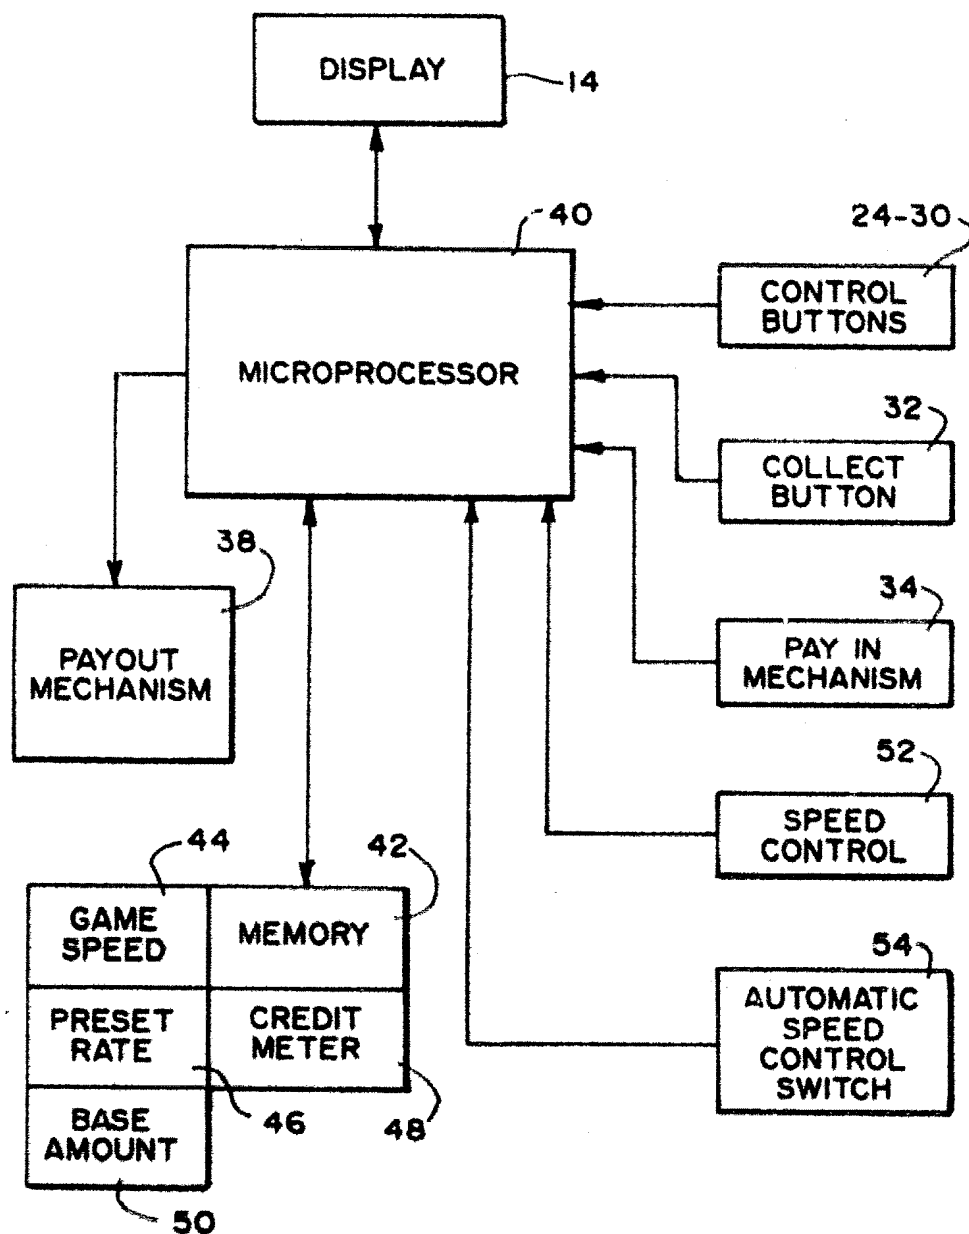 DISPLAY
14
40
24-30
CONTROL
BUTTONS
MICROPROCESSOR
32
COLLECT
BUTTON
38
34
PAYOUT
MECHANISM
PAY IN
MECHANISM
52
SPEED
CONTROL
44
42
GAME
SPEED
MEMORY
54
PRESET
RATE
CREDIT
METER
AUTOMATIC
SPEED
CONTROL
SWITCH
BASE
AMOUNT
46
48
50